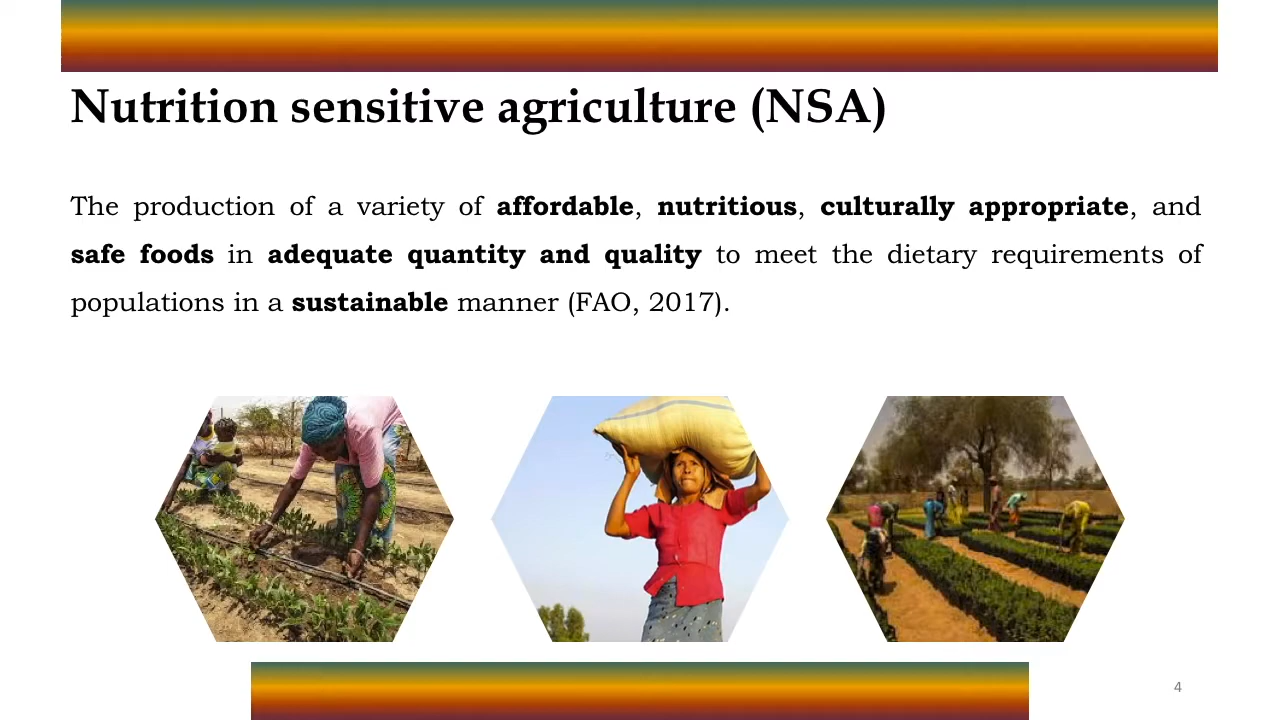 Nutrition sensitive agriculture (NSA)
The production of a variety of affordable, nutritious, culturally appropriate, and
safe foods in adequate quantity and quality to meet the dietary requirements of
populations in a sustainable manner (FAO, 2017).
4